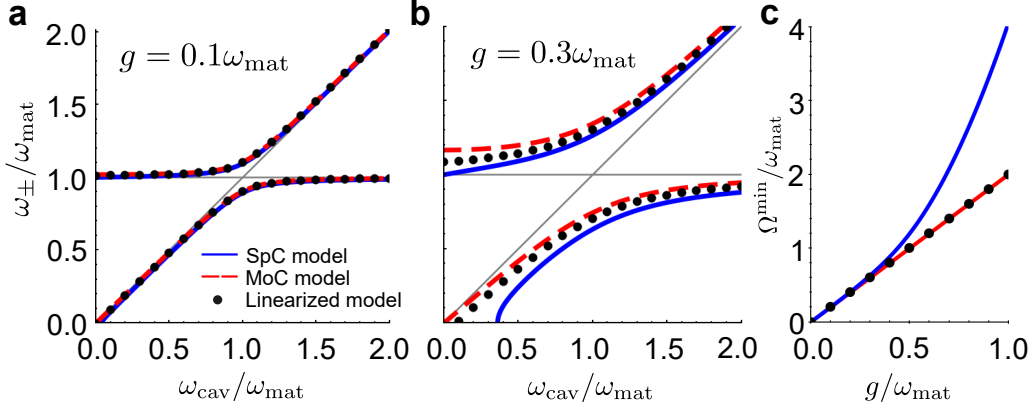 a
g = 0.1ω_mat
ω_±/ω_mat
2.0
1.5
1.0
0.5
0.0
SpC model
MoC model
Linearized model
0.0 0.5 1.0 1.5 2.0
ω_cav/ω_mat
b
g = 0.3ω_mat
0.0 0.5 1.0 1.5 2.0
ω_cav/ω_mat
c
Ω^min/ω_mat
4
3
2
1
0
0.0 0.5 1.0
g/ω_mat